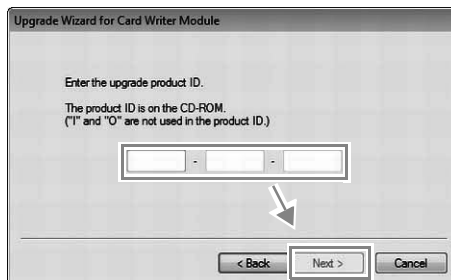 Upgrade Wizard for Card Writer Module
Enter the upgrade product ID.
The product ID is on the CD-ROM.
("I" and "O" are not used in the product ID.)
- -
< Back Next > Cancel